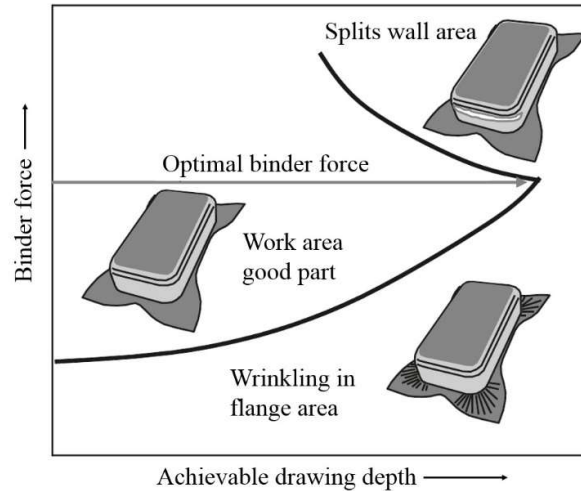 Splits wall area
Optimal binder force
Work area
good part
Wrinkling in
flange area
Binder force
Achievable drawing depth